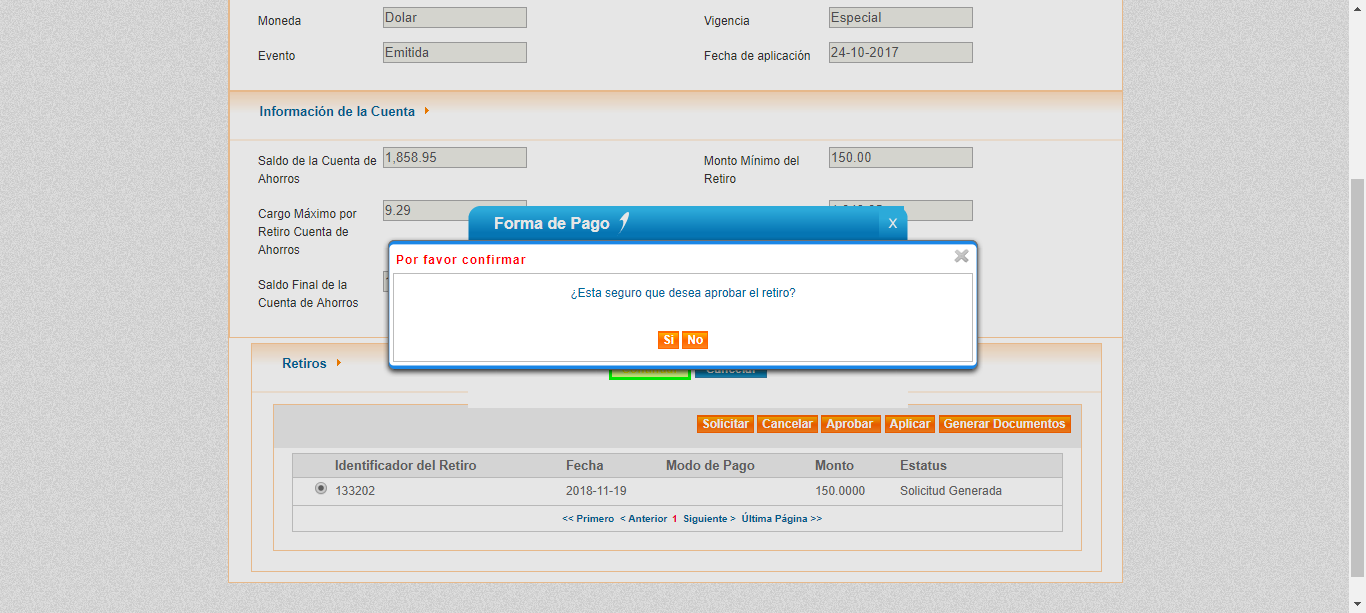 Moneda Dolar Vigencia Especial
Evento Emitida Fecha de aplicación 24-10-2017
Información de la Cuenta
Saldo de la Cuenta de Ahorros 1,858.95 Monto Mínimo del Retiro 150.00
Cargo Máximo por Retiro Cuenta de Ahorros 9.29
Forma de Pago X
Saldo Final de la Cuenta de Ahorros
Por favor confirmar
¿Esta seguro que desea aprobar el retiro?
Si No
Retiros Cancelar
Solicitar Cancelar Aprobar Aplicar Generar Documentos
Identificador del Retiro Fecha Modo de Pago Monto Estatus
133202 2018-11-19 150.0000 Solicitud Generada
<< Primero < Anterior 1 Siguiente > Última Página >>